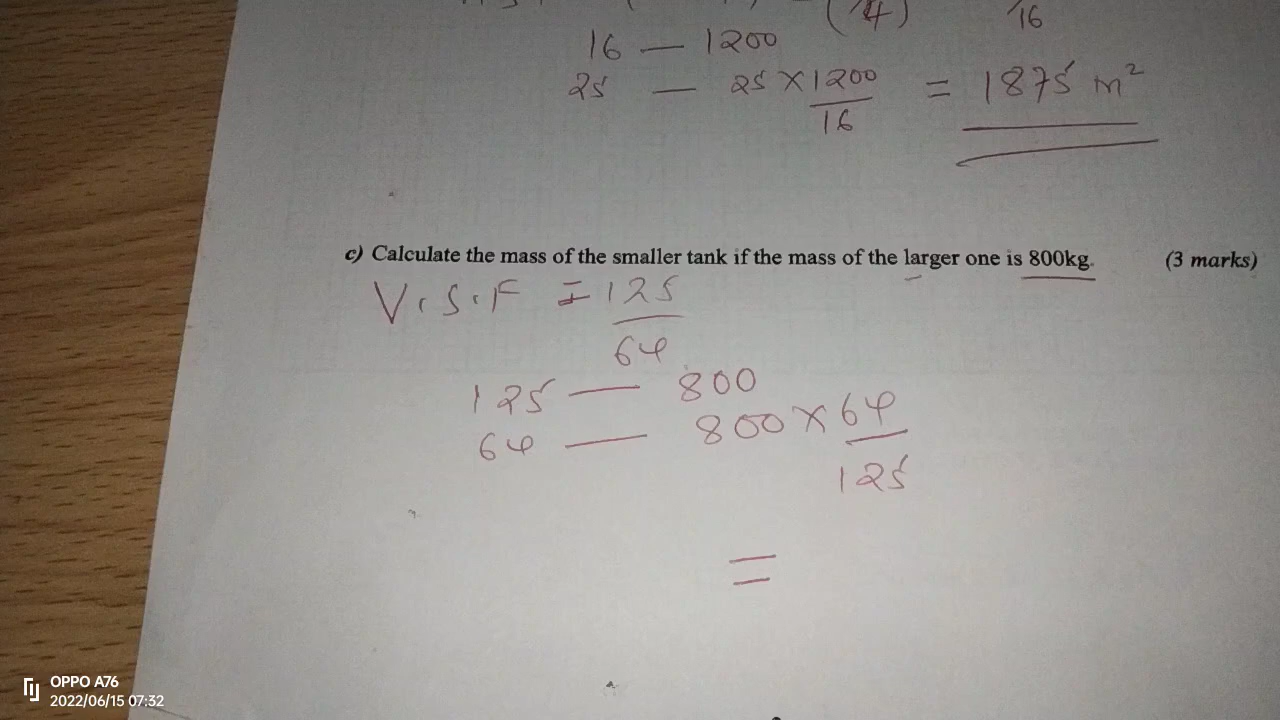 (4) 16
16 — 1200
25 — 25 × 1200 = 1875 m²
16
c) Calculate the mass of the smaller tank if the mass of the larger one is 800kg. (3 marks)
V.S.F = 125
64
125 — 800
64 — 800 × 64
125
=
OPPO A76
2022/06/15 07:32